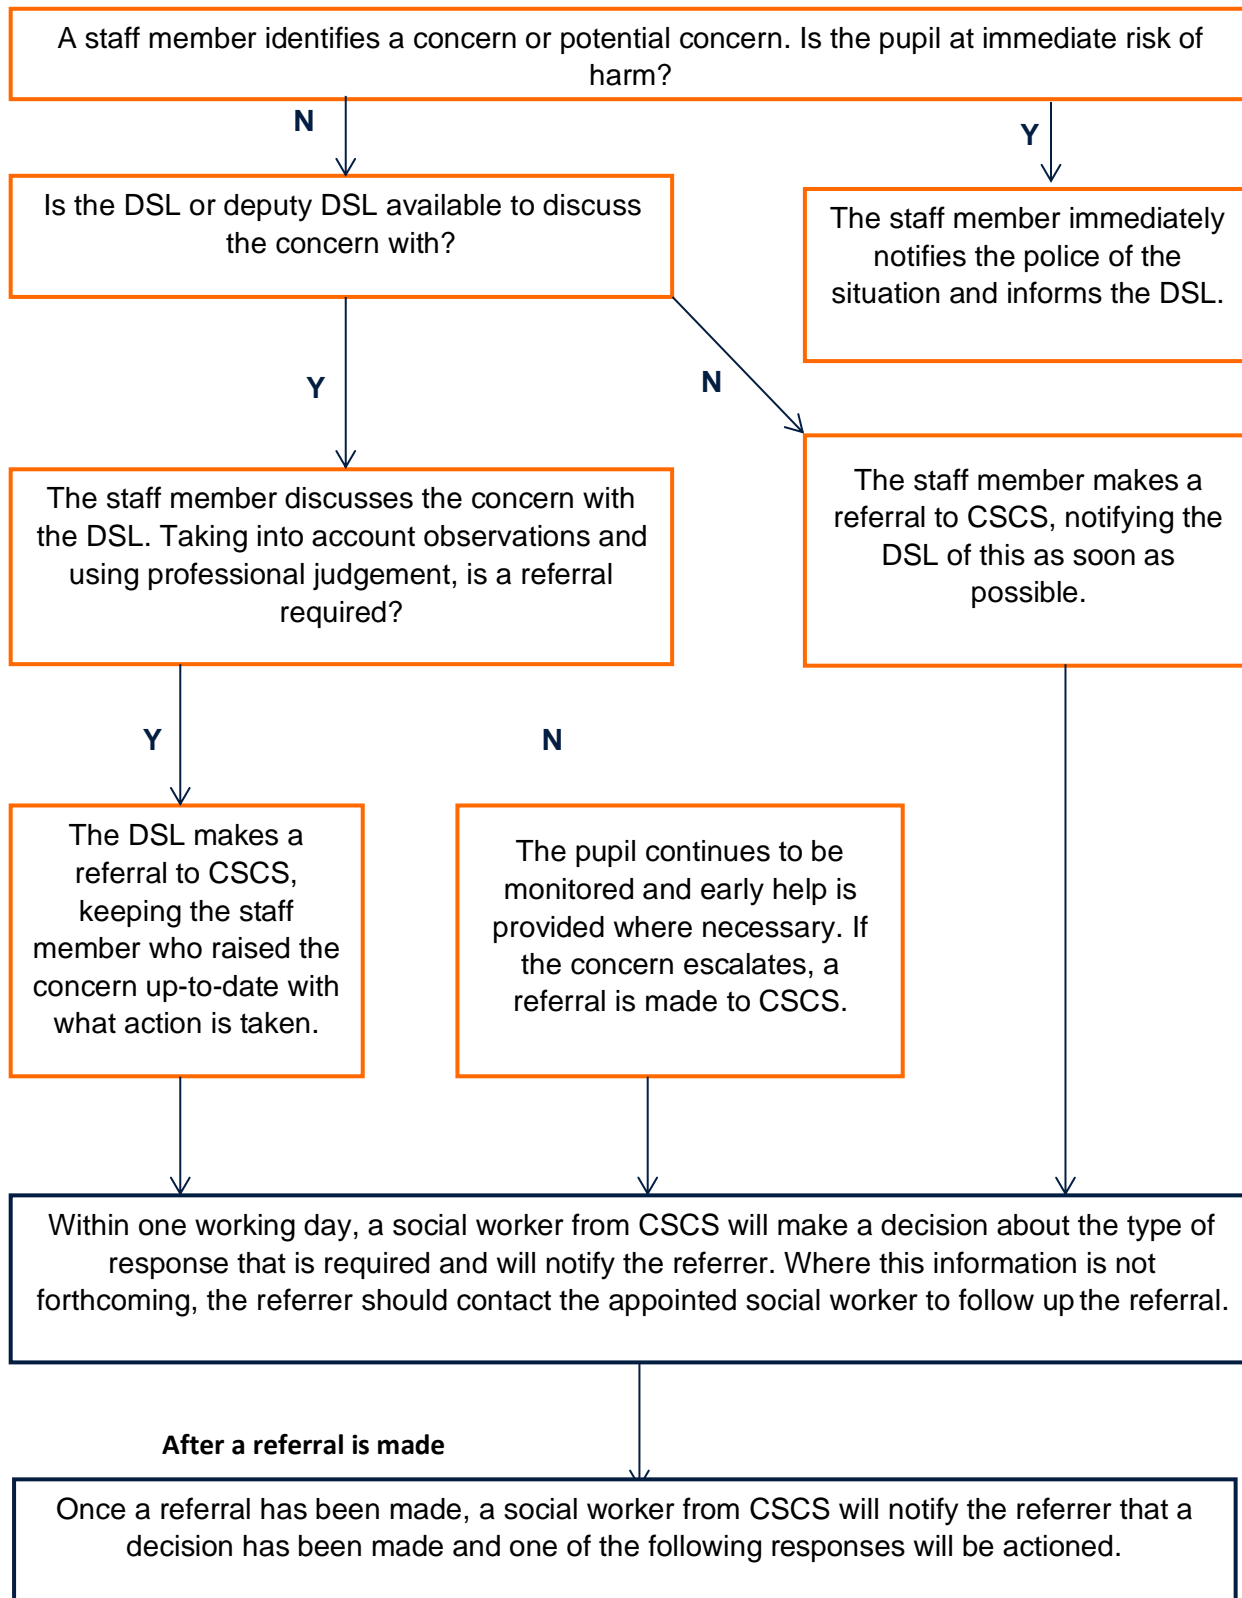 A staff member identifies a concern or potential concern. Is the pupil at immediate risk of
harm?
N
Y
Is the DSL or deputy DSL available to discuss
the concern with?
The staff member immediately
notifies the police of the
situation and informs the DSL.
Y
N
The staff member discusses the concern with
the DSL. Taking into account observations and
using professional judgement, is a referral
required?
The staff member makes a
referral to CSCS, notifying the
DSL of this as soon as
possible.
Y
N
The DSL makes a
referral to CSCS,
keeping the staff
member who raised the
concern up-to-date with
what action is taken.
The pupil continues to be
monitored and early help is
provided where necessary. If
the concern escalates, a
referral is made to CSCS.
Within one working day, a social worker from CSCS will make a decision about the type of
response that is required and will notify the referrer. Where this information is not
forthcoming, the referrer should contact the appointed social worker to follow up the referral.
After a referral is made
Once a referral has been made, a social worker from CSCS will notify the referrer that a
decision has been made and one of the following responses will be actioned.